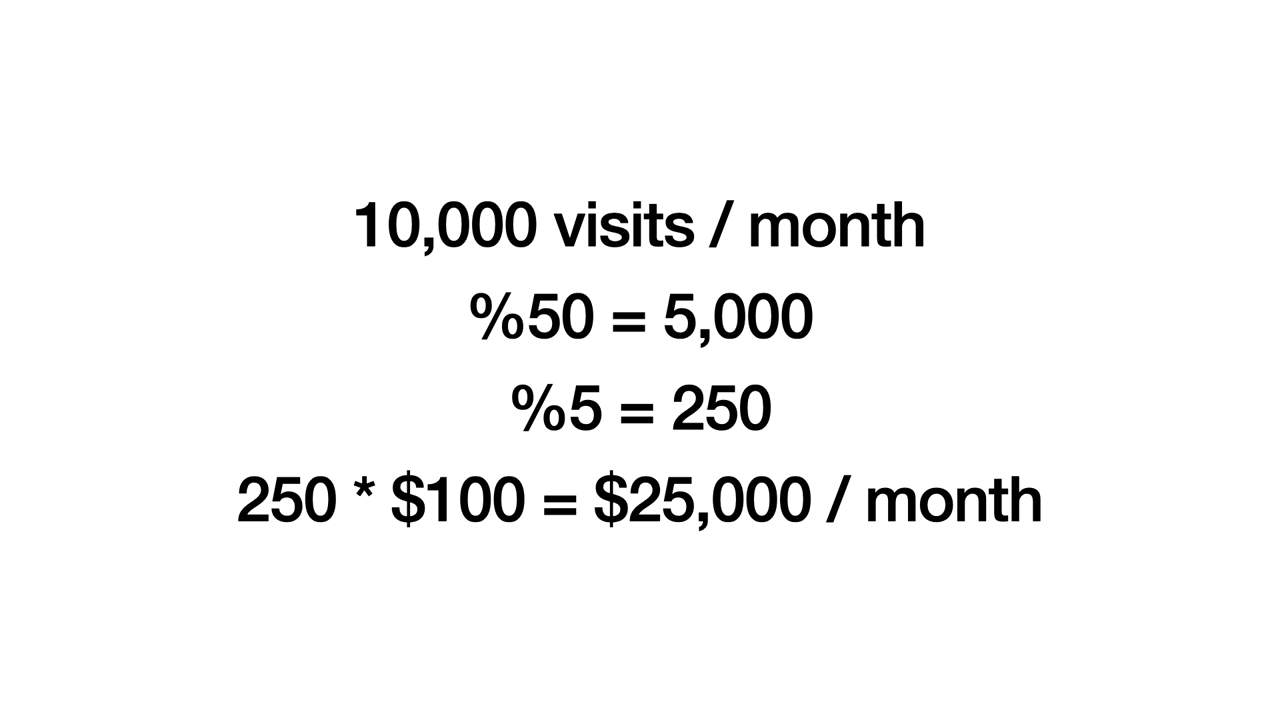 10,000 visits / month
%50 = 5,000
%5 = 250
250 * $100 = $25,000 / month